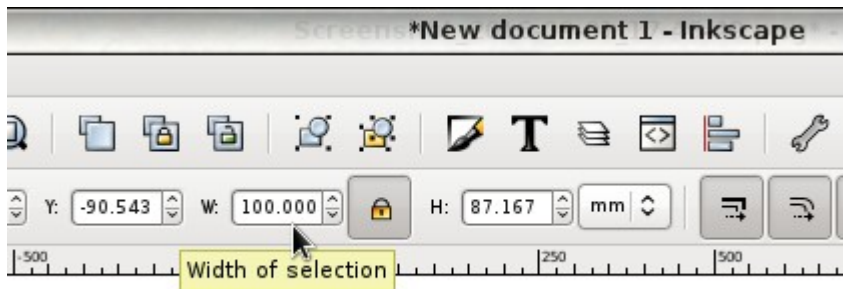 *New document 1 - Inkscape
Y: -90.543 W: 100.000 H: 87.167 mm
-500 250 500
Width of selection